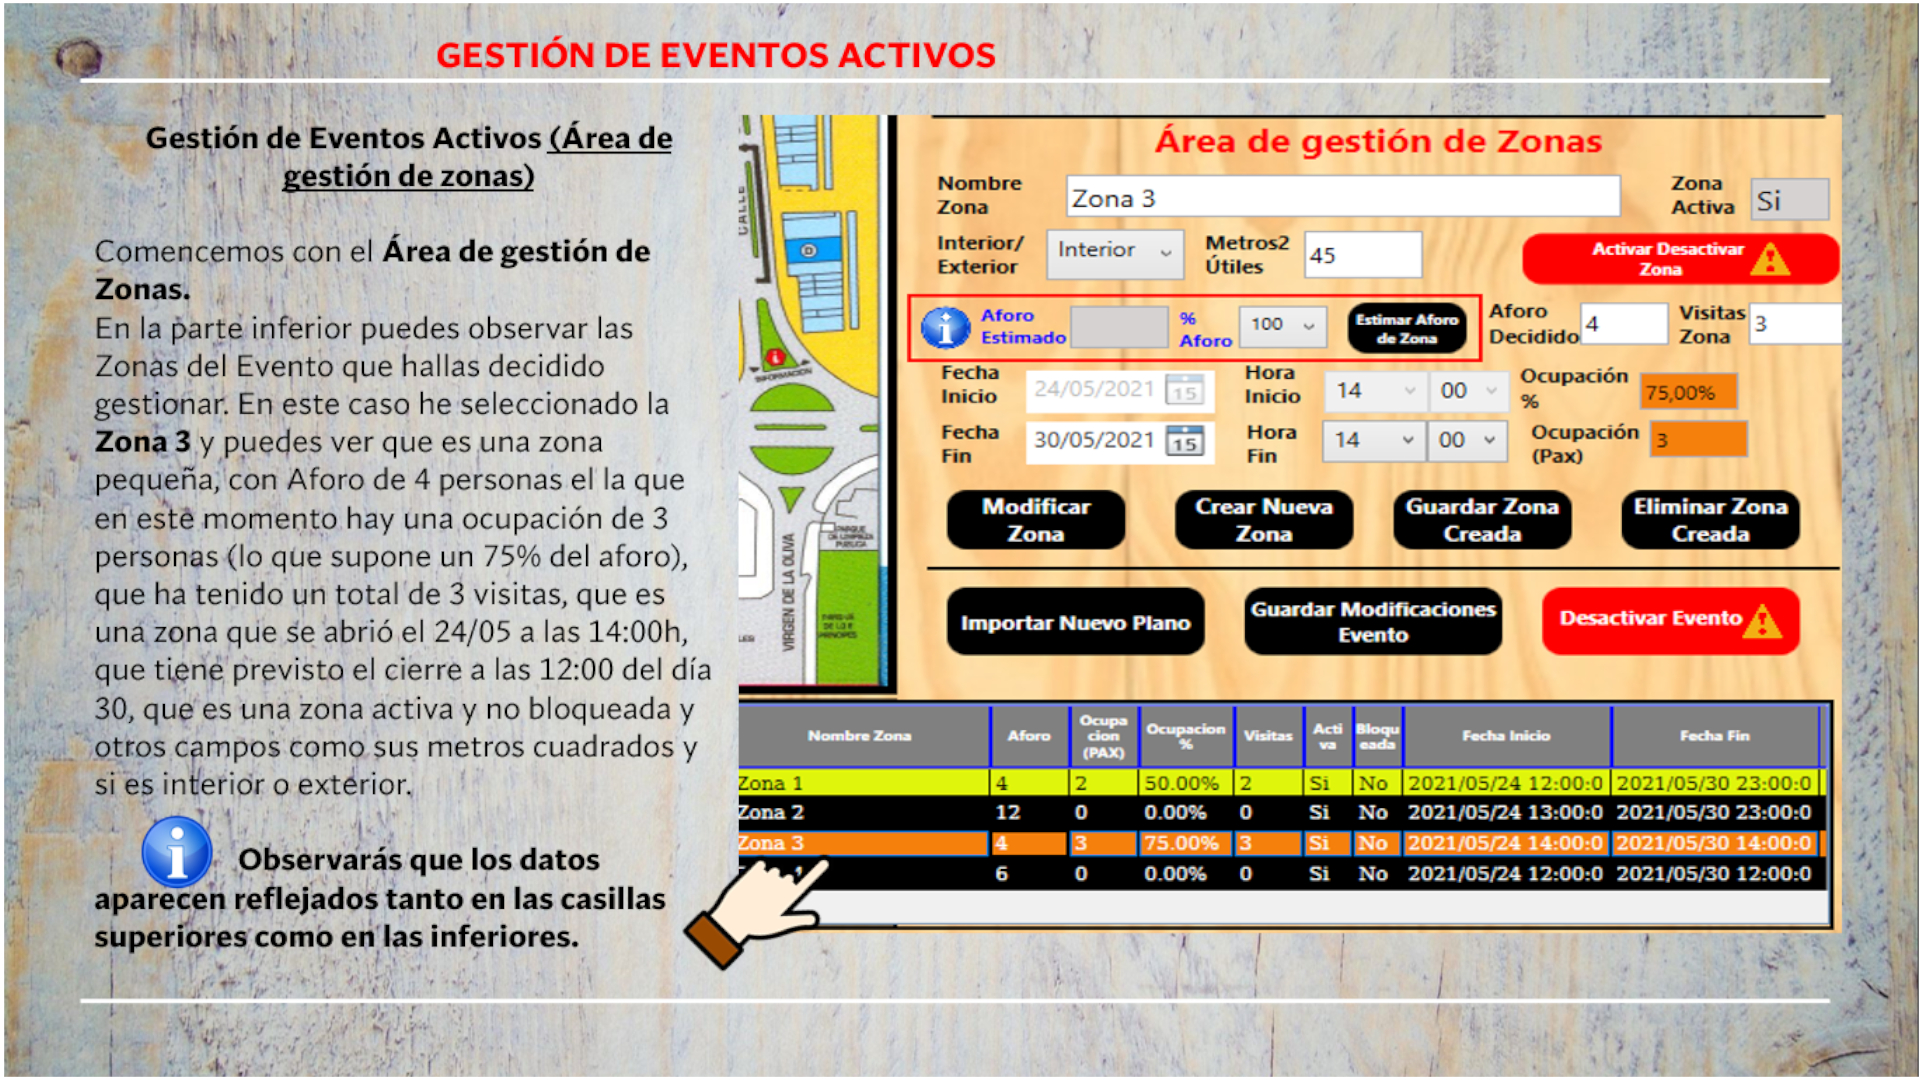 GESTIÓN DE EVENTOS ACTIVOS
Gestión de Eventos Activos (Área de
gestión de zonas)
Comencemos con el Área de gestión de
Zonas.
En la parte inferior puedes observar las
Zonas del Evento que hallas decidido
gestionar. En este caso he seleccionado la
Zona 3 y puedes ver que es una zona
pequeña, con Aforo de 4 personas el la que
en este momento hay una ocupación de 3
personas (lo que supone un 75% del aforo),
que ha tenido un total de 3 visitas, que es
una zona que se abrió el 24/05 a las 14:00h,
que tiene previsto el cierre a las 12:00 del día
30, que es una zona activa y no bloqueada y
otros campos como sus metros cuadrados y
si es interior o exterior.
Observarás que los datos
aparecen reflejados tanto en las casillas
superiores como en las inferiores.
CALLE
INFORMACION
VIRGEN DE LA OLIVA
Área de gestión de Zonas
Nombre Zona Zona 3 Zona Activa Si
Interior/ Exterior Interior Metros2 Útiles 45 Activar Desactivar Zona
Aforo Estimado % Aforo 100 Estimar Aforo de Zona Aforo Decidido 4 Visitas Zona 3
Fecha Inicio 24/05/2021 15 Hora Inicio 14 00 Ocupación % 75,00%
Fecha Fin 30/05/2021 15 Hora Fin 14 00 Ocupación (Pax) 3
Modificar Zona Crear Nueva Zona Guardar Zona Creada Eliminar Zona Creada
Importar Nuevo Plano Guardar Modificaciones Evento Desactivar Evento
Nombre Zona Aforo Ocupa cion (PAX) Ocupacion % Visitas Acti va Bloqu eada Fecha Inicio Fecha Fin
Zona 1 4 2 50.00% 2 Si No 2021/05/24 12:00:0 2021/05/30 23:00:0
Zona 2 12 0 0.00% 0 Si No 2021/05/24 13:00:0 2021/05/30 23:00:0
Zona 3 4 3 75.00% 3 Si No 2021/05/24 14:00:0 2021/05/30 14:00:0
6 0 0.00% 0 Si No 2021/05/24 12:00:0 2021/05/30 12:00:0